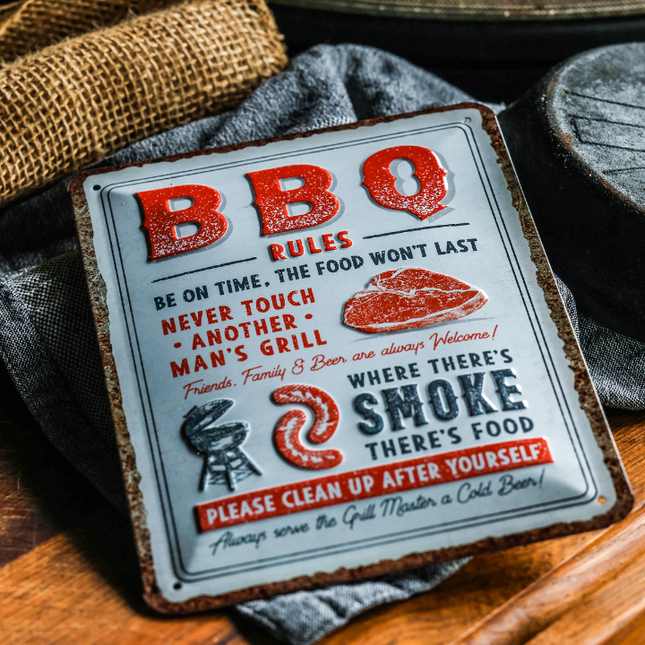 BBQ
RULES
BE ON TIME, THE FOOD WON'T LAST
NEVER TOUCH
• ANOTHER •
MAN'S GRILL
Friends, Family & Beer are always Welcome!
WHERE THERE'S
SMOKE
THERE'S FOOD
PLEASE CLEAN UP AFTER YOURSELF
Always serve the Grill Master a Cold Beer!